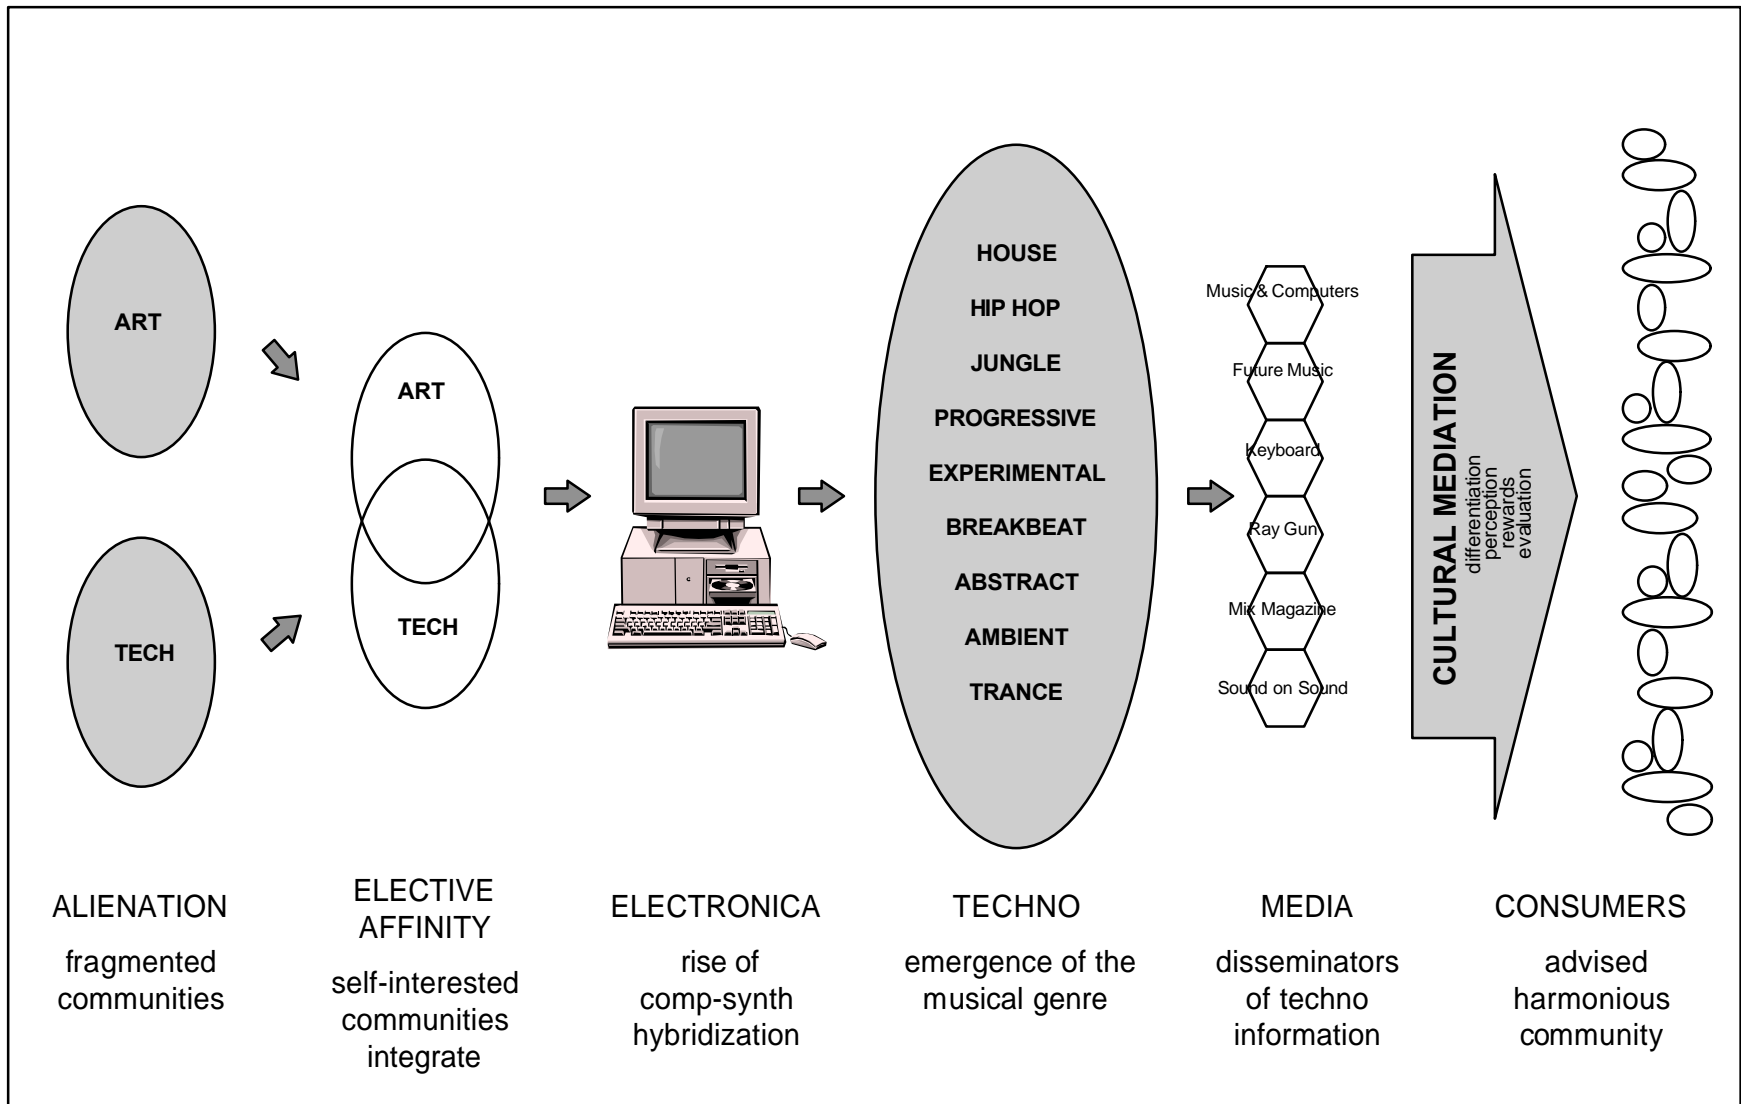 ART
TECH
ART
TECH
HOUSE
HIP HOP
JUNGLE
PROGRESSIVE
EXPERIMENTAL
BREAKBEAT
ABSTRACT
AMBIENT
TRANCE
Music & Computers
Future Music
Keyboard
Ray Gun
Mix Magazine
Sound on Sound
CULTURAL MEDIATION
differentiation
perception
rewards
evaluation
ALIENATION
fragmented
communities
ELECTIVE
AFFINITY
self-interested
communities
integrate
ELECTRONICA
rise of
comp-synth
hybridization
TECHNO
emergence of the
musical genre
MEDIA
disseminators
of techno
information
CONSUMERS
advised
harmonious
community